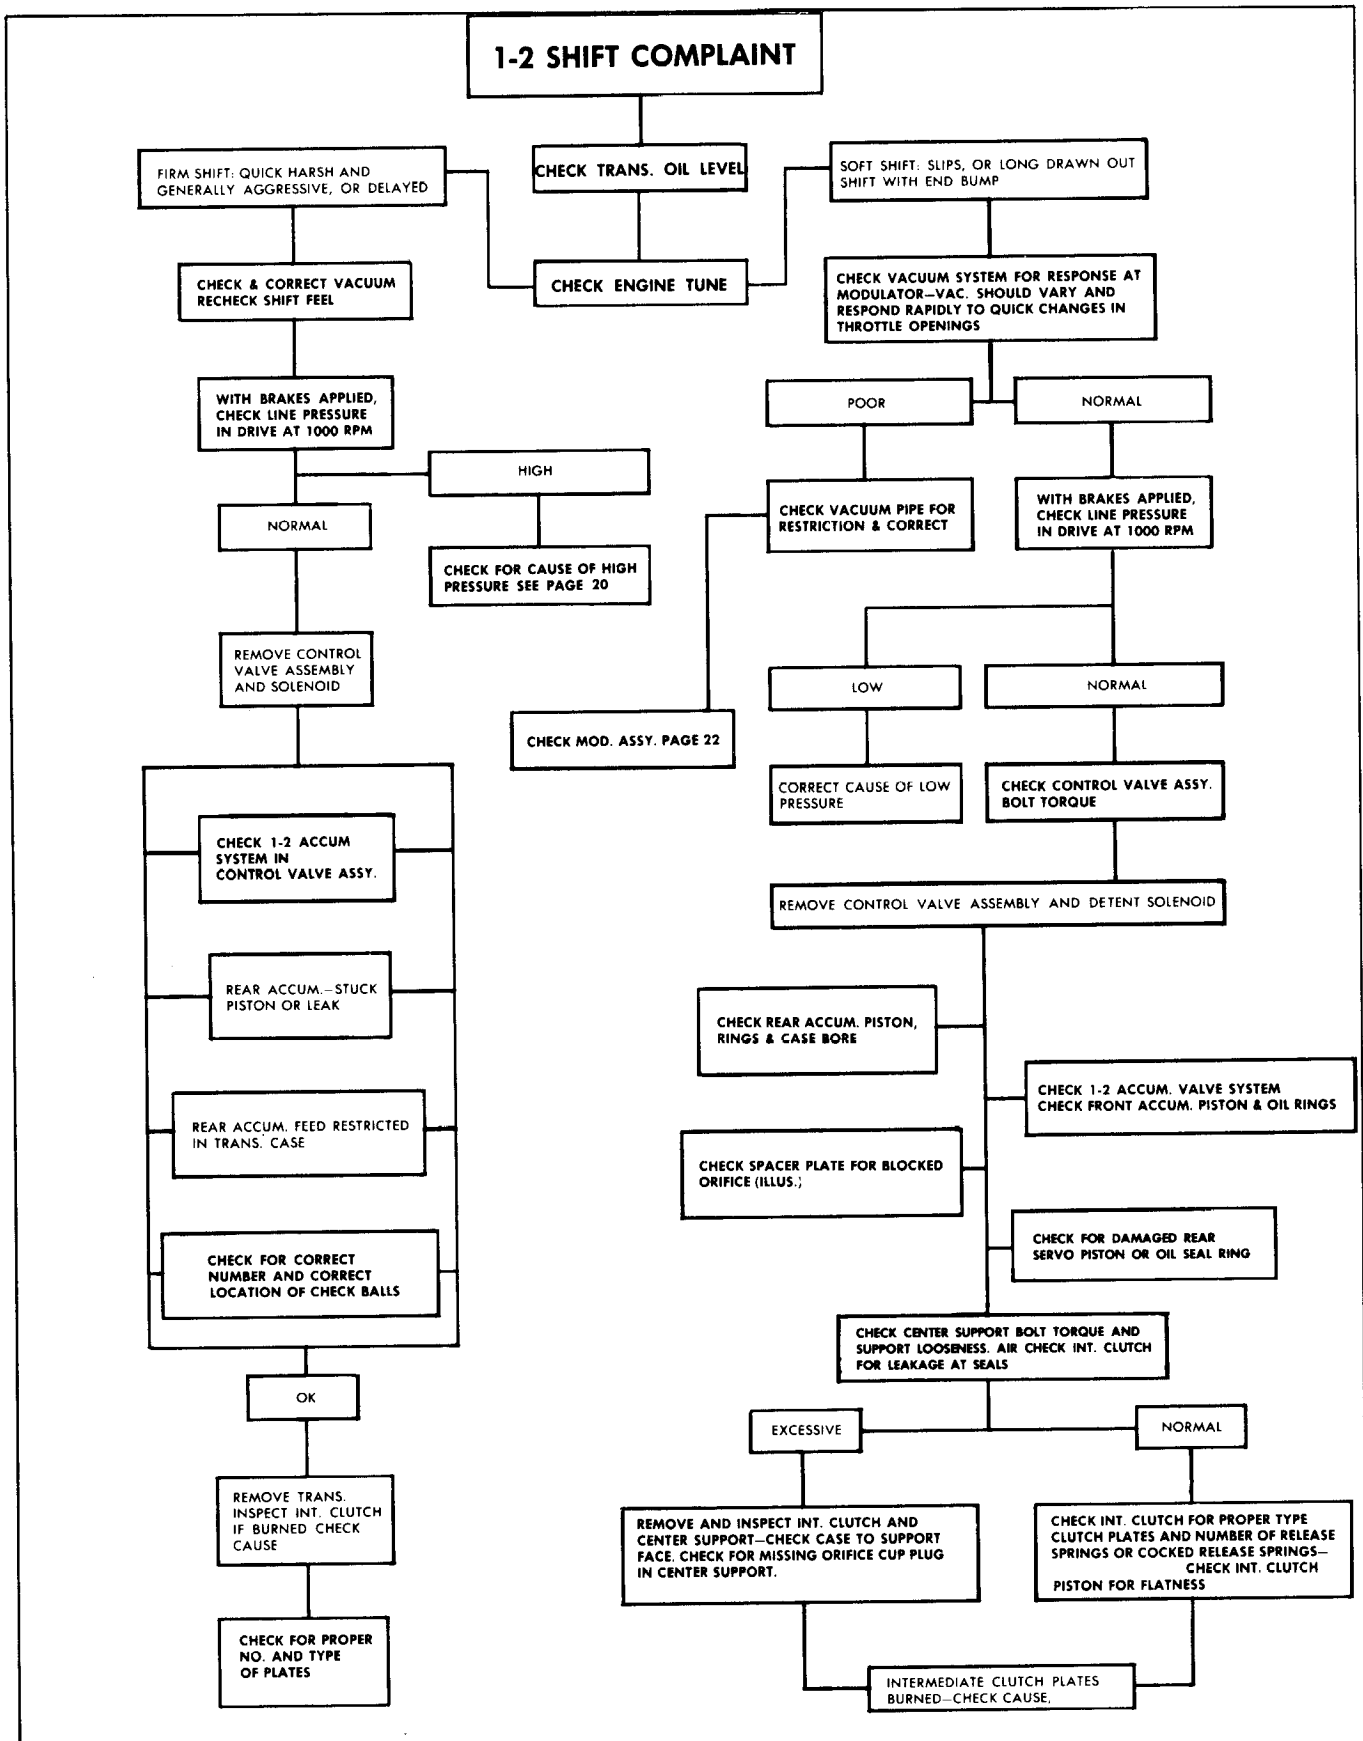 1-2 SHIFT COMPLAINT
CHECK TRANS. OIL LEVEL
CHECK ENGINE TUNE
FIRM SHIFT: QUICK HARSH AND
GENERALLY AGGRESSIVE, OR DELAYED
CHECK & CORRECT VACUUM
RECHECK SHIFT FEEL
WITH BRAKES APPLIED,
CHECK LINE PRESSURE
IN DRIVE AT 1000 RPM
HIGH
CHECK FOR CAUSE OF HIGH
PRESSURE SEE PAGE 20
NORMAL
REMOVE CONTROL
VALVE ASSEMBLY
AND SOLENOID
CHECK 1-2 ACCUM
SYSTEM IN
CONTROL VALVE ASSY.
REAR ACCUM.–STUCK
PISTON OR LEAK
REAR ACCUM. FEED RESTRICTED
IN TRANS. CASE
CHECK FOR CORRECT
NUMBER AND CORRECT
LOCATION OF CHECK BALLS
OK
REMOVE TRANS.
INSPECT INT. CLUTCH
IF BURNED CHECK
CAUSE
CHECK FOR PROPER
NO. AND TYPE
OF PLATES
SOFT SHIFT: SLIPS, OR LONG DRAWN OUT
SHIFT WITH END BUMP
CHECK VACUUM SYSTEM FOR RESPONSE AT
MODULATOR–VAC. SHOULD VARY AND
RESPOND RAPIDLY TO QUICK CHANGES IN
THROTTLE OPENINGS
POOR
CHECK VACUUM PIPE FOR
RESTRICTION & CORRECT
CHECK MOD. ASSY. PAGE 22
NORMAL
WITH BRAKES APPLIED,
CHECK LINE PRESSURE
IN DRIVE AT 1000 RPM
LOW
CORRECT CAUSE OF LOW
PRESSURE
NORMAL
CHECK CONTROL VALVE ASSY.
BOLT TORQUE
REMOVE CONTROL VALVE ASSEMBLY AND DETENT SOLENOID
CHECK REAR ACCUM. PISTON,
RINGS & CASE BORE
CHECK 1-2 ACCUM. VALVE SYSTEM
CHECK FRONT ACCUM. PISTON & OIL RINGS
CHECK SPACER PLATE FOR BLOCKED
ORIFICE (ILLUS.)
CHECK FOR DAMAGED REAR
SERVO PISTON OR OIL SEAL RING
CHECK CENTER SUPPORT BOLT TORQUE AND
SUPPORT LOOSENESS. AIR CHECK INT. CLUTCH
FOR LEAKAGE AT SEALS
EXCESSIVE
REMOVE AND INSPECT INT. CLUTCH AND
CENTER SUPPORT–CHECK CASE TO SUPPORT
FACE. CHECK FOR MISSING ORIFICE CUP PLUG
IN CENTER SUPPORT.
NORMAL
CHECK INT. CLUTCH FOR PROPER TYPE
CLUTCH PLATES AND NUMBER OF RELEASE
SPRINGS OR COCKED RELEASE SPRINGS–
CHECK INT. CLUTCH
PISTON FOR FLATNESS
INTERMEDIATE CLUTCH PLATES
BURNED–CHECK CAUSE,